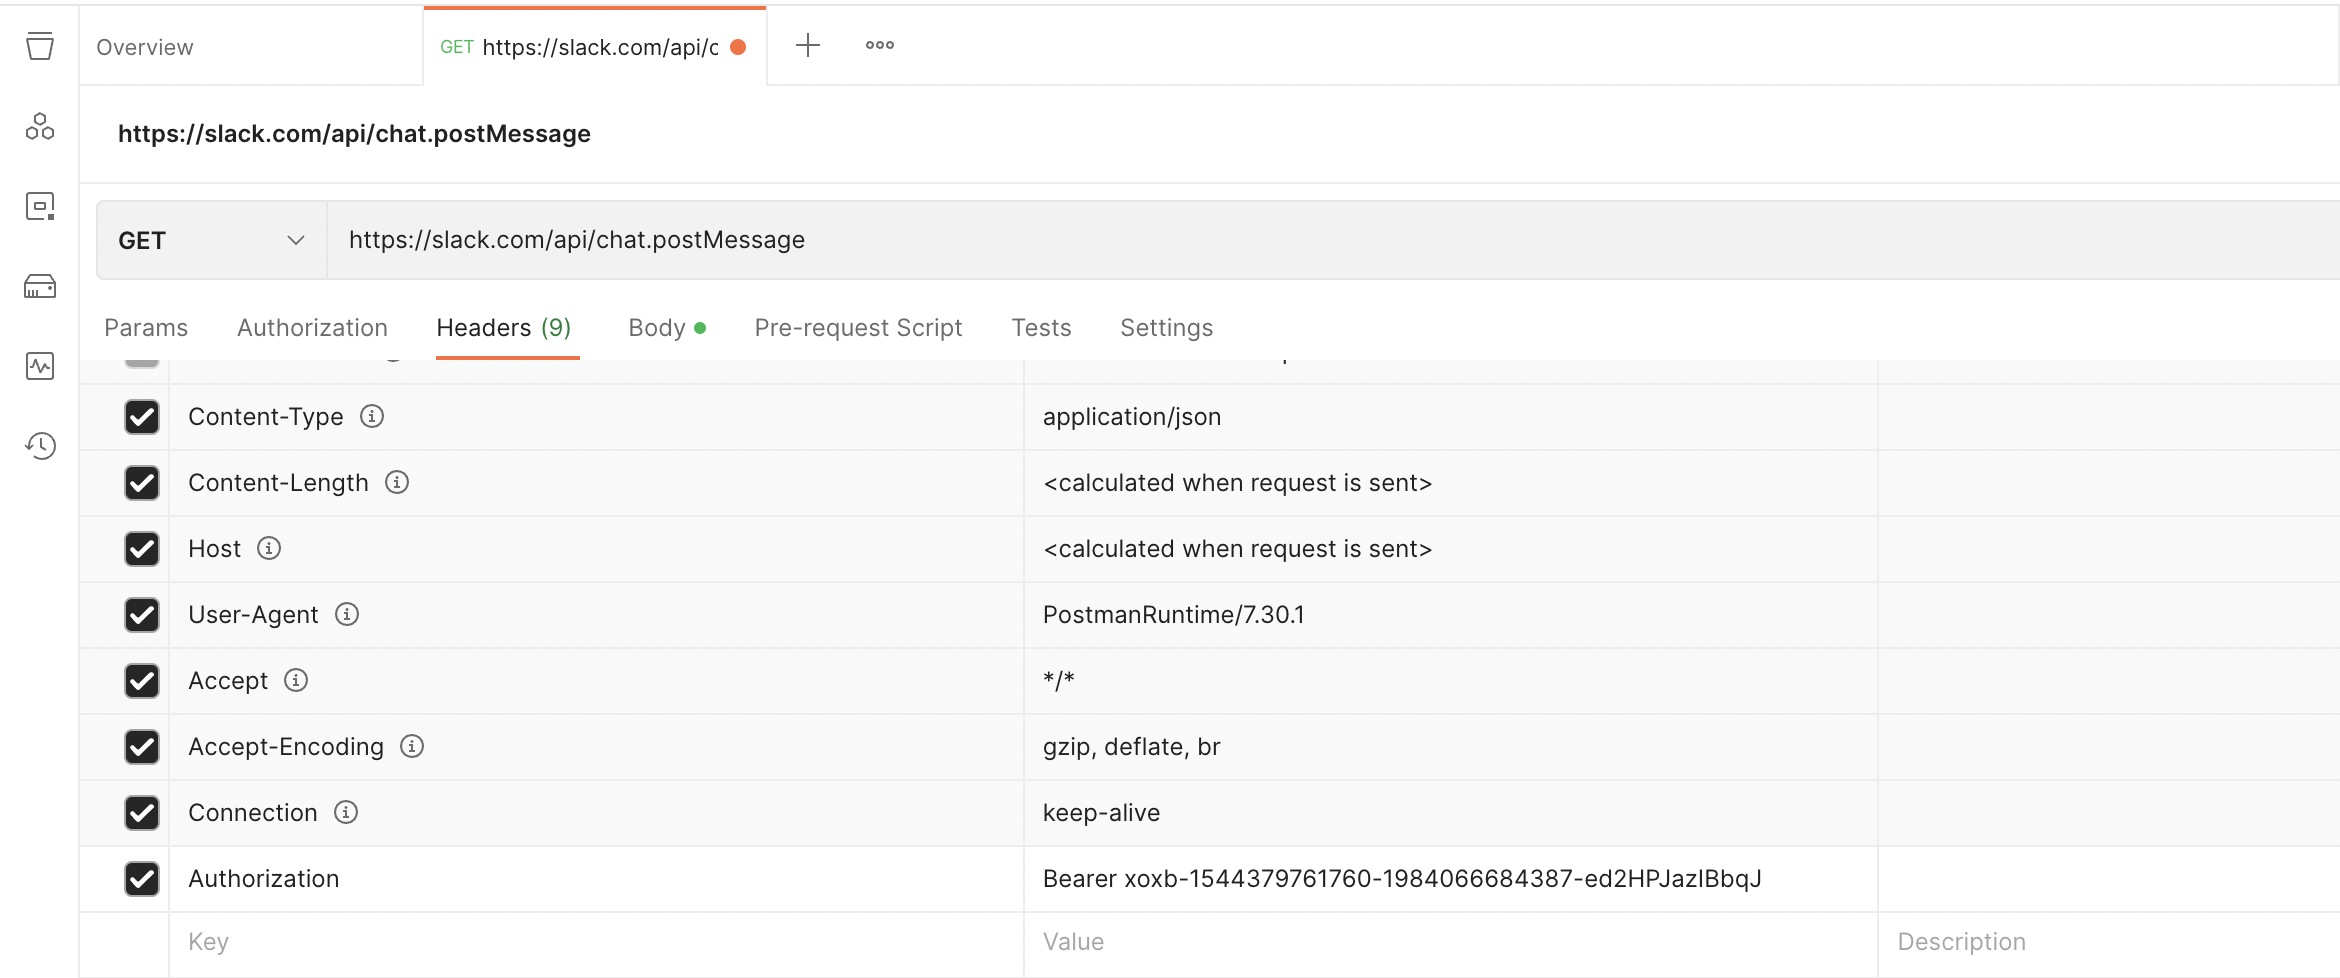 Overview
GET https://slack.com/api/c
https://slack.com/api/chat.postMessage
GET https://slack.com/api/chat.postMessage
Params Authorization Headers (9) Body Pre-request Script Tests Settings
Content-Type application/json
Content-Length <calculated when request is sent>
Host <calculated when request is sent>
User-Agent PostmanRuntime/7.30.1
Accept */*
Accept-Encoding gzip, deflate, br
Connection keep-alive
Authorization Bearer xoxb-1544379761760-1984066684387-ed2HPJazIBbqJ
Key Value Description